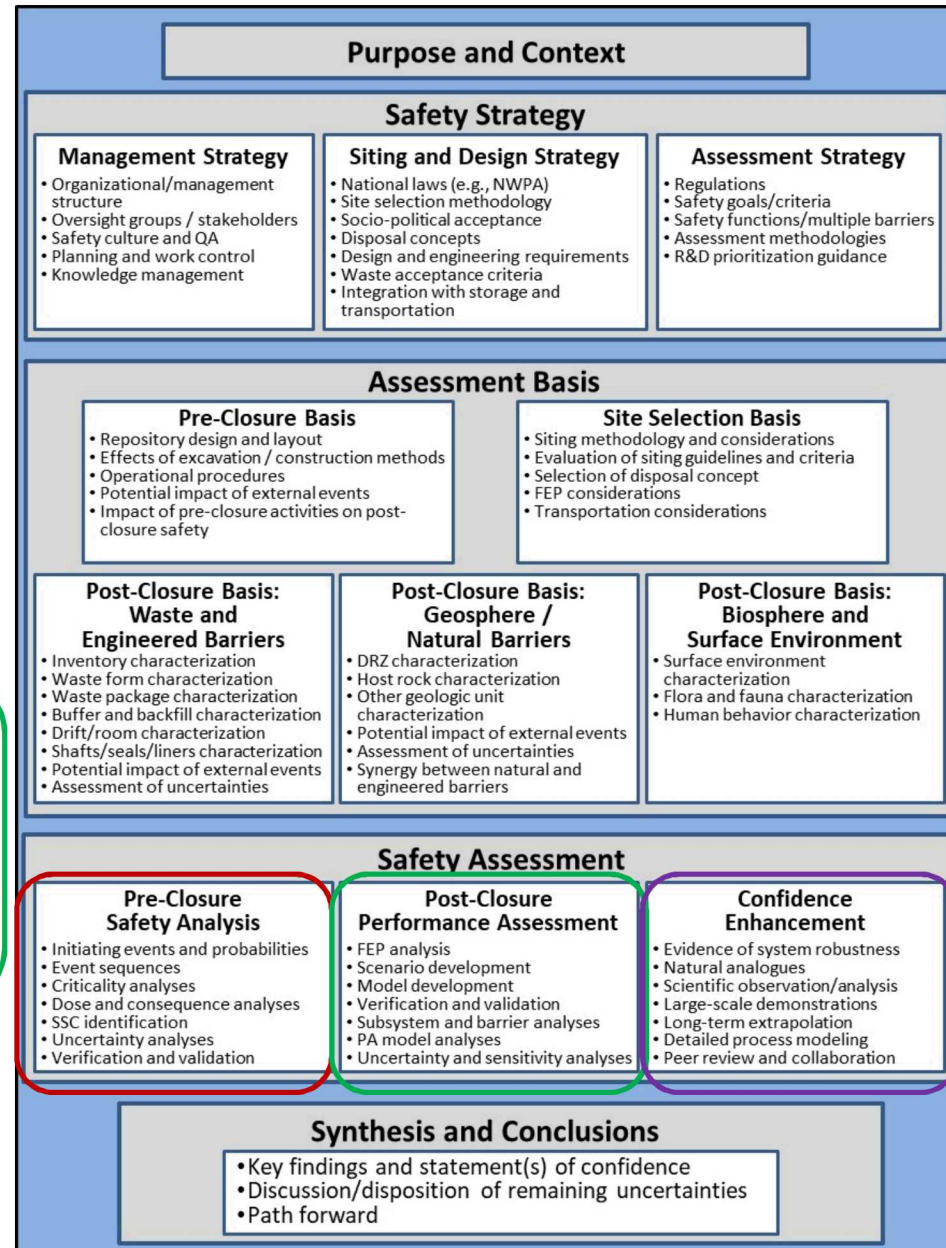 Purpose and Context
Safety Strategy
Management Strategy
• Organizational/management
structure
• Oversight groups / stakeholders
• Safety culture and QA
• Planning and work control
• Knowledge management
Siting and Design Strategy
• National laws (e.g., NWPA)
• Site selection methodology
• Socio-political acceptance
• Disposal concepts
• Design and engineering requirements
• Waste acceptance criteria
• Integration with storage and
transportation
Assessment Strategy
• Regulations
• Safety goals/criteria
• Safety functions/multiple barriers
• Assessment methodologies
• R&D prioritization guidance
Assessment Basis
Pre-Closure Basis
• Repository design and layout
• Effects of excavation / construction methods
• Operational procedures
• Potential impact of external events
• Impact of pre-closure activities on post-
closure safety
Site Selection Basis
• Siting methodology and considerations
• Evaluation of siting guidelines and criteria
• Selection of disposal concept
• FEP considerations
• Transportation considerations
Post-Closure Basis:
Waste and
Engineered Barriers
• Inventory characterization
• Waste form characterization
• Waste package characterization
• Buffer and backfill characterization
• Drift/room characterization
• Shafts/seals/liners characterization
• Potential impact of external events
• Assessment of uncertainties
Post-Closure Basis:
Geosphere /
Natural Barriers
• DRZ characterization
• Host rock characterization
• Other geologic unit
characterization
• Potential impact of external events
• Assessment of uncertainties
• Synergy between natural and
engineered barriers
Post-Closure Basis:
Biosphere and
Surface Environment
• Surface environment
characterization
• Flora and fauna characterization
• Human behavior characterization
Safety Assessment
Pre-Closure
Safety Analysis
• Initiating events and probabilities
• Event sequences
• Criticality analyses
• Dose and consequence analyses
• SSC identification
• Uncertainty analyses
• Verification and validation
Post-Closure
Performance Assessment
• FEP analysis
• Scenario development
• Model development
• Verification and validation
• Subsystem and barrier analyses
• PA model analyses
• Uncertainty and sensitivity analyses
Confidence
Enhancement
• Evidence of system robustness
• Natural analogues
• Scientific observation/analysis
• Large-scale demonstrations
• Long-term extrapolation
• Detailed process modeling
• Peer review and collaboration
Synthesis and Conclusions
• Key findings and statement(s) of confidence
• Discussion/disposition of remaining uncertainties
• Path forward